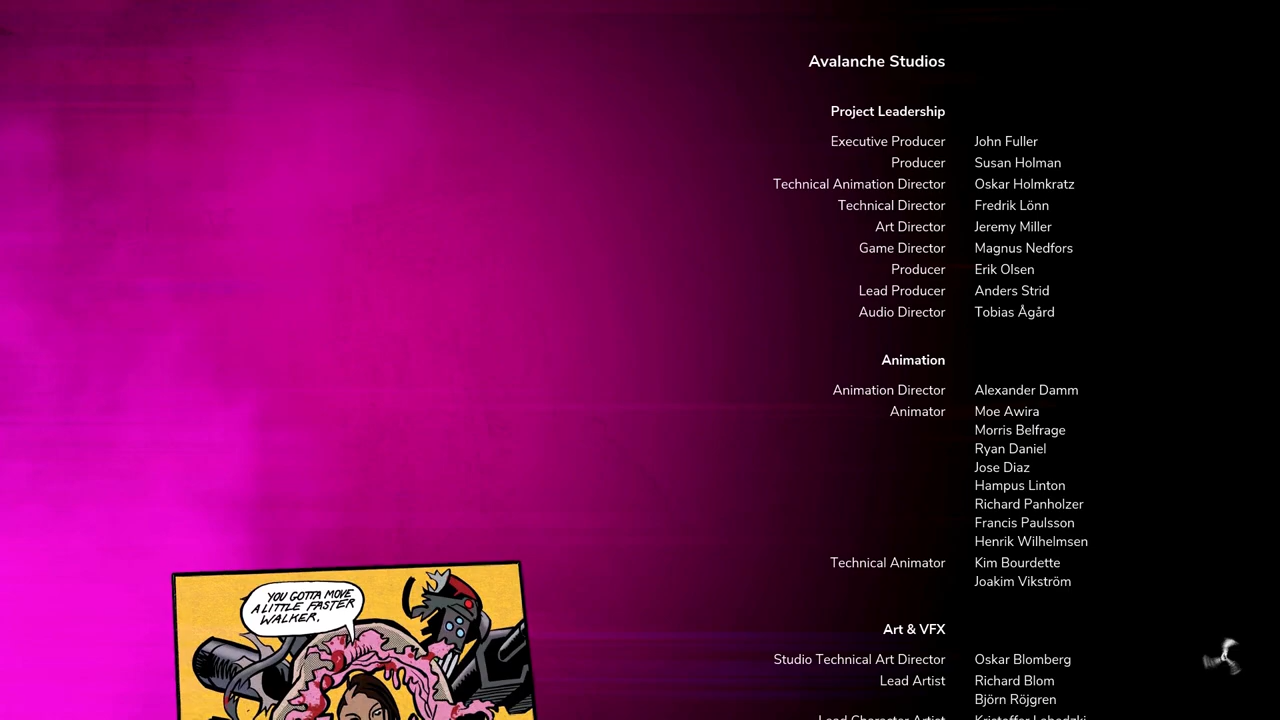 Avalanche Studios
Project Leadership
Executive Producer John Fuller
Producer Susan Holman
Technical Animation Director Oskar Holmkratz
Technical Director Fredrik Lönn
Art Director Jeremy Miller
Game Director Magnus Nedfors
Producer Erik Olsen
Lead Producer Anders Strid
Audio Director Tobias Ågård
Animation
Animation Director Alexander Damm
Animator Moe Awira
Morris Belfrage
Ryan Daniel
Jose Diaz
Hampus Linton
Richard Panholzer
Francis Paulsson
Henrik Wilhelmsen
Technical Animator Kim Bourdette
Joakim Vikström
Art & VFX
Studio Technical Art Director Oskar Blomberg
Lead Artist Richard Blom
Björn Röjgren
Lead Character Artist Kristoffer
YOU GOTTA MOVE
A LITTLE FASTER
WALKER.